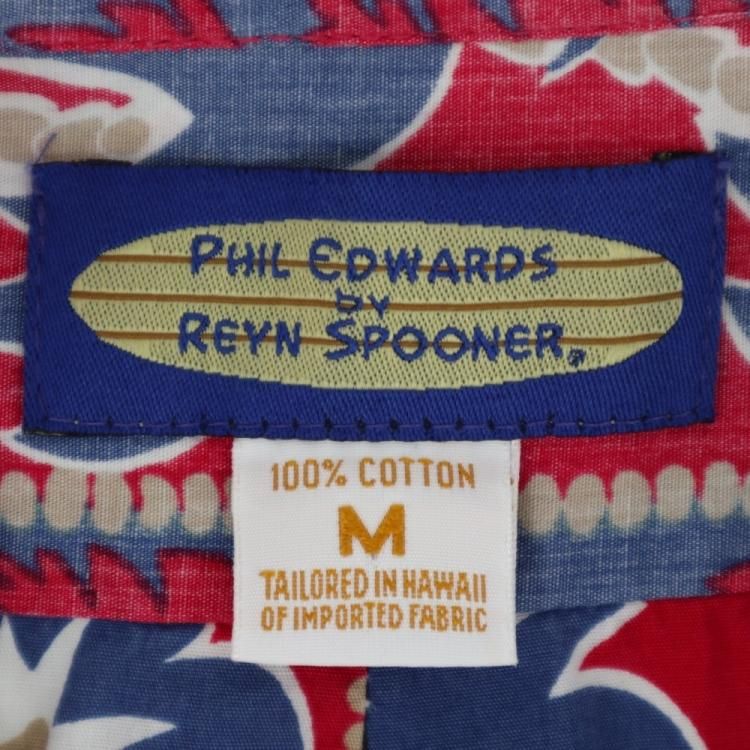 PHIL EDWARDS
BY
REYN SPOONER
100% COTTON
M
TAILORED IN HAWAII
OF IMPORTED FABRIC